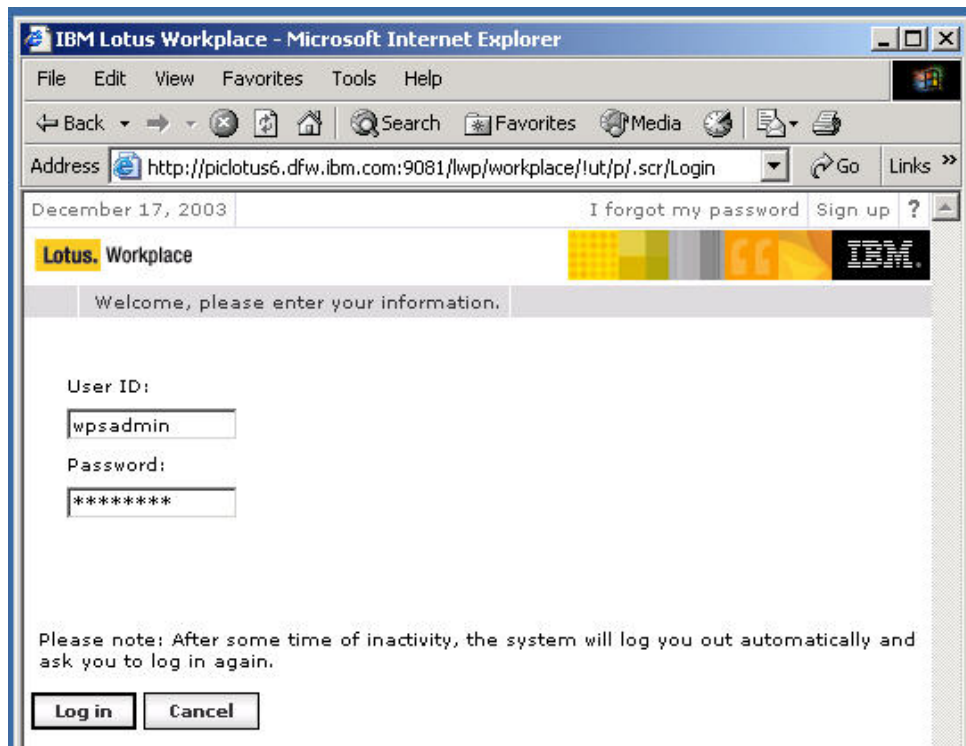 IBM Lotus Workplace - Microsoft Internet Explorer
File Edit View Favorites Tools Help
Back Search Favorites Media
Address http://piclotus6.dfw.ibm.com:9081/lwp/workplace/!ut/p/.scr/Login Go Links »
December 17, 2003 I forgot my password Sign up ?
Lotus. Workplace IBM.
Welcome, please enter your information.
User ID:
wpsadmin
Password:
********
Please note: After some time of inactivity, the system will log you out automatically and
ask you to log in again.
Log in Cancel